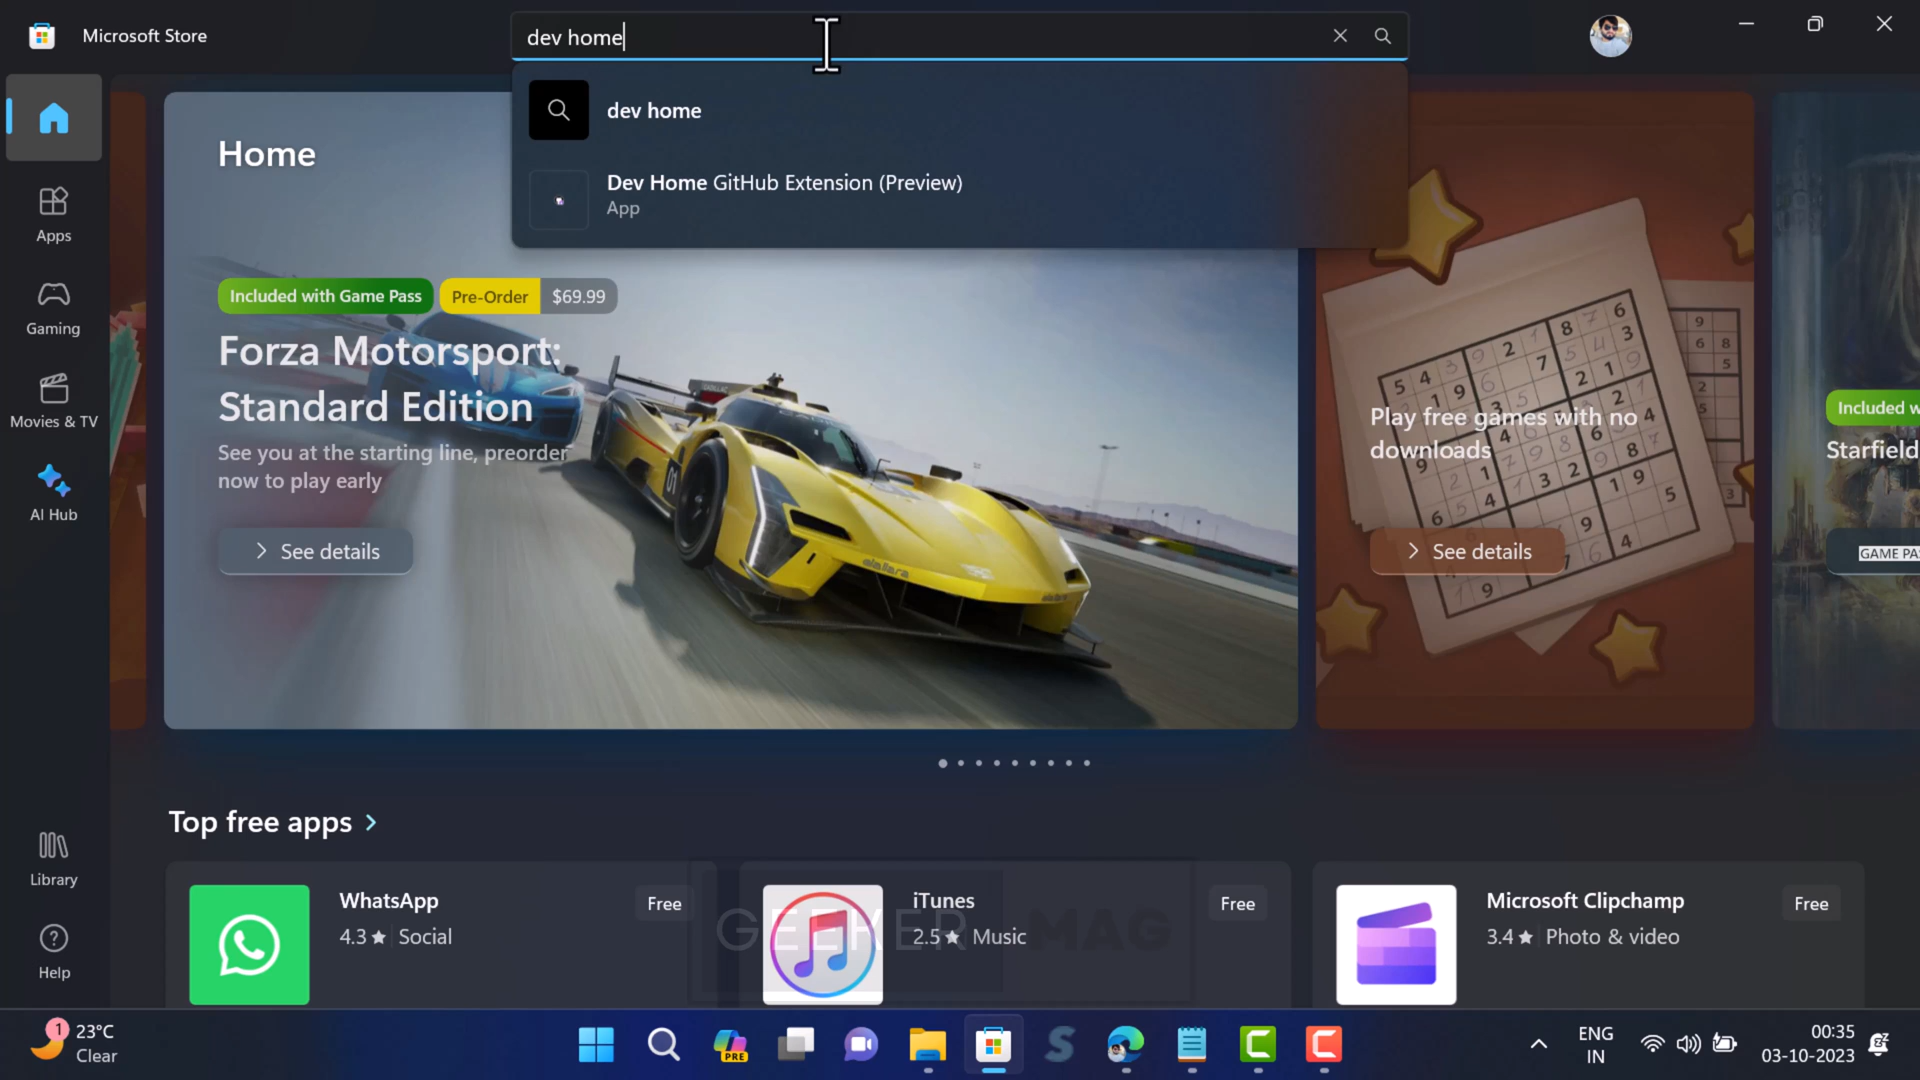 Microsoft Store
dev home
dev home
Dev Home GitHub Extension (Preview)
App
Home
Apps
Gaming
Movies & TV
AI Hub
Library
Help
Included with Game Pass
Pre-Order
$69.99
Forza Motorsport:
Standard Edition
See you at the starting line, preorder
now to play early
See details
Play free games with no
downloads
See details
Included w
Starfield
GAME PA
Top free apps
WhatsApp
4.3★ Social
Free
iTunes
2.5★ Music
Free
Microsoft Clipchamp
3.4★ Photo & video
Free
GEEKER MAG
1
23°C
Clear
PRE
ENG
IN
00:35
03-10-2023